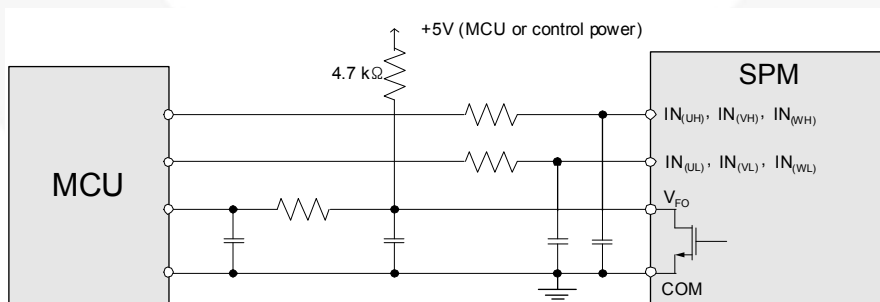 +5V (MCU or control power)
4.7 kΩ
SPM
MCU
IN(UH), IN(VH), IN(WH)
IN(UL), IN(VL), IN(WL)
VFO
COM